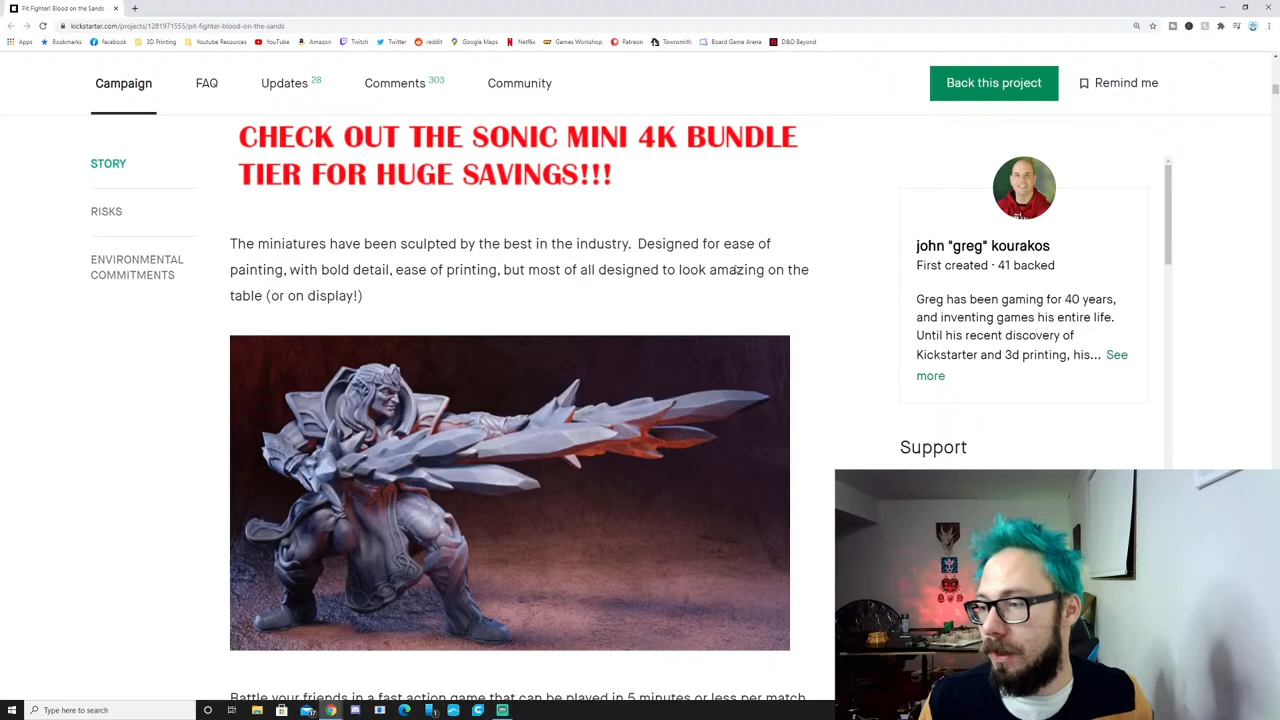 Pit Fighter! Blood on the Sands -
kickstarter.com/projects/1281971555/pit-fighter-blood-on-the-sands
Apps Bookmarks facebook 3D Printing Youtube Resources YouTube Amazon Twitch Twitter reddit Google Maps Netflix Games Workshop Patreon Townsmith Board Game Arena D&D Beyond
Campaign FAQ Updates 28 Comments 303 Community Back this project Remind me
CHECK OUT THE SONIC MINI 4K BUNDLE
TIER FOR HUGE SAVINGS!!!
STORY
RISKS
ENVIRONMENTAL
COMMITMENTS
The miniatures have been sculpted by the best in the industry. Designed for ease of
painting, with bold detail, ease of printing, but most of all designed to look amazing on the
table (or on display!)
Battle your friends in a fast action game that can be played in 5 minutes or less per match
john "greg" kourakos
First created · 41 backed
Greg has been gaming for 40 years,
and inventing games his entire life.
Until his recent discovery of
Kickstarter and 3d printing, his... See
more
Support
Type here to search